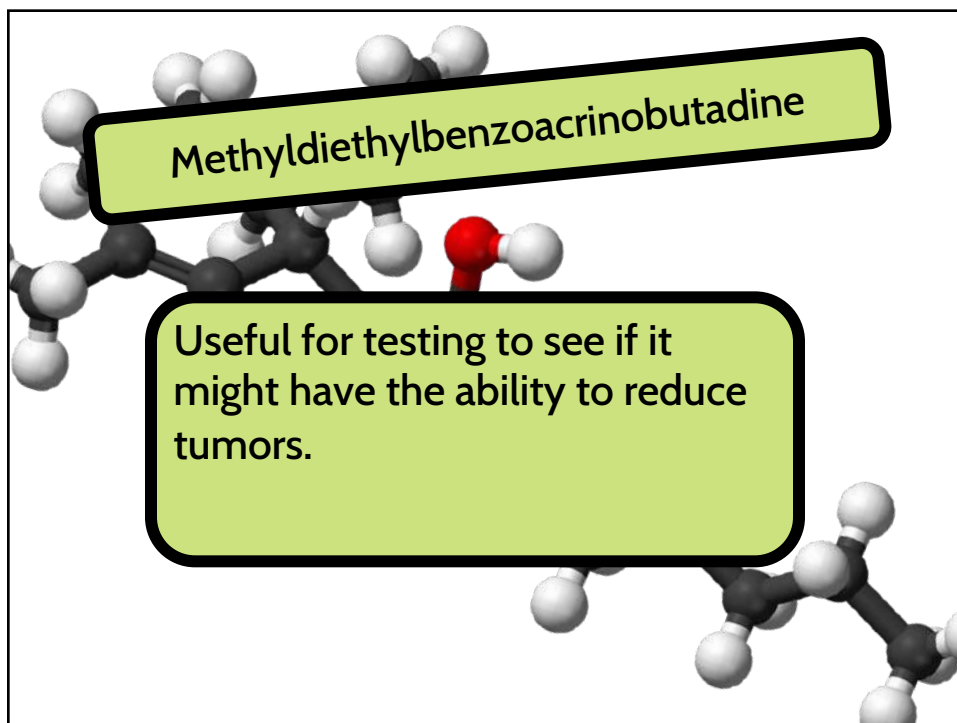 Methyldiethylbenzoacrinobutadine
Useful for testing to see if it
might have the ability to reduce
tumors.